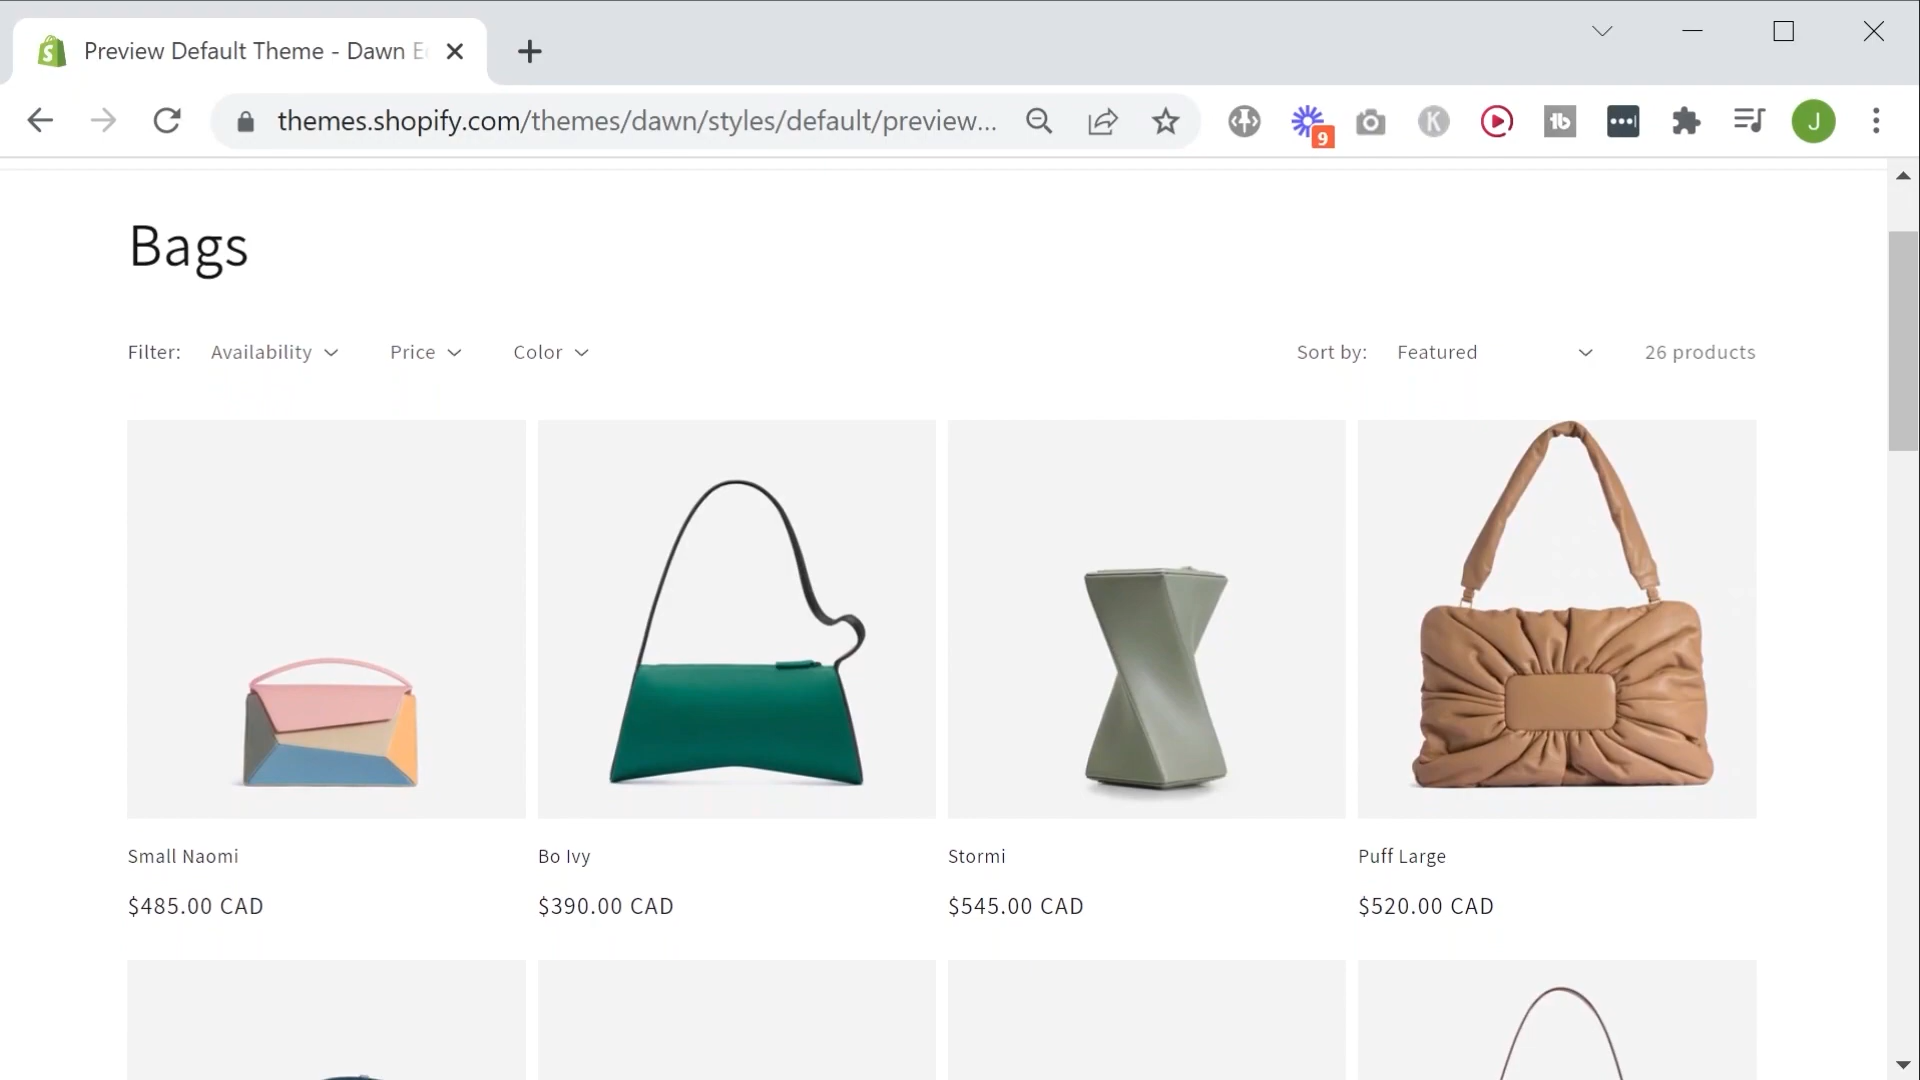 Preview Default Theme - Dawn E
themes.shopify.com/themes/dawn/styles/default/preview...
9
K
tb
J
Bags
Filter: Availability Price Color
Sort by: Featured 26 products
Small Naomi
Bo Ivy
Stormi
Puff Large
$485.00 CAD
$390.00 CAD
$545.00 CAD
$520.00 CAD